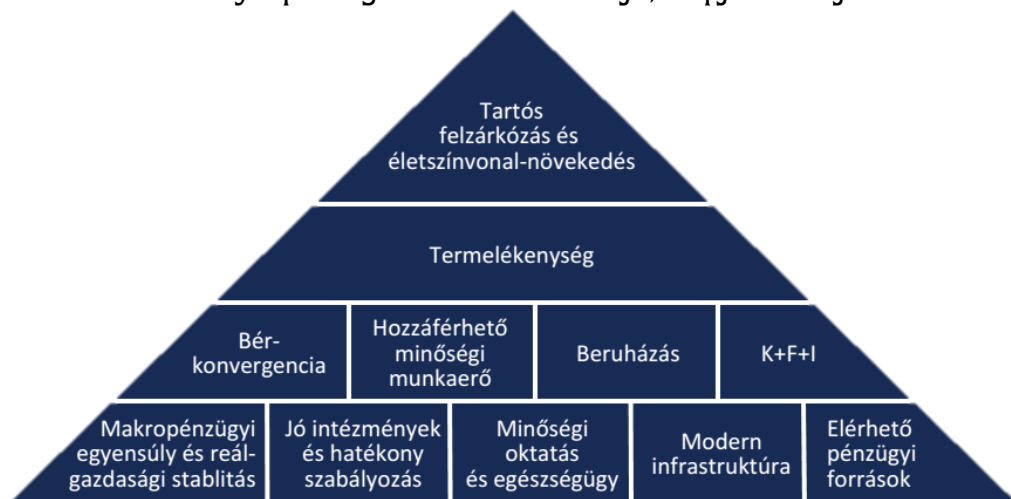 Tartós
felzárkózás és
életszínvonal-növekedés
Termelékenység
Bér-
konvergencia
Hozzáférhető
minőségi
munkaerő
Beruházás
K+F+I
Makropénzügyi
egyensúly és reál-
gazdasági stablitás
Jó intézmények
és hatékony
szabályozás
Minőségi
oktatás
és egészségügy
Modern
infrastruktúra
Elérhető
pénzügyi
források